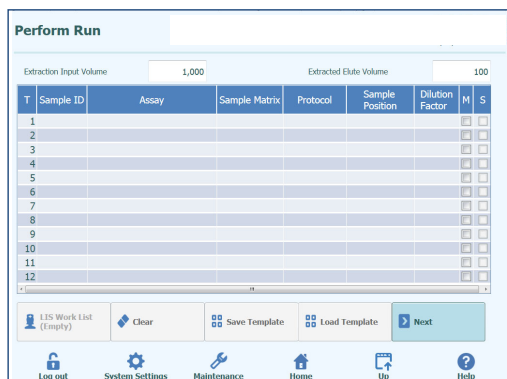 Perform Run
Extraction Input Volume 1,000 Extracted Elute Volume 100
T Sample ID Assay Sample Matrix Protocol Sample Position Dilution Factor M S
1
2
3
4
5
6
7
8
9
10
11
12
LIS Work List (Empty) Clear Save Template Load Template Next
Log out System Settings Maintenance Home Up Help